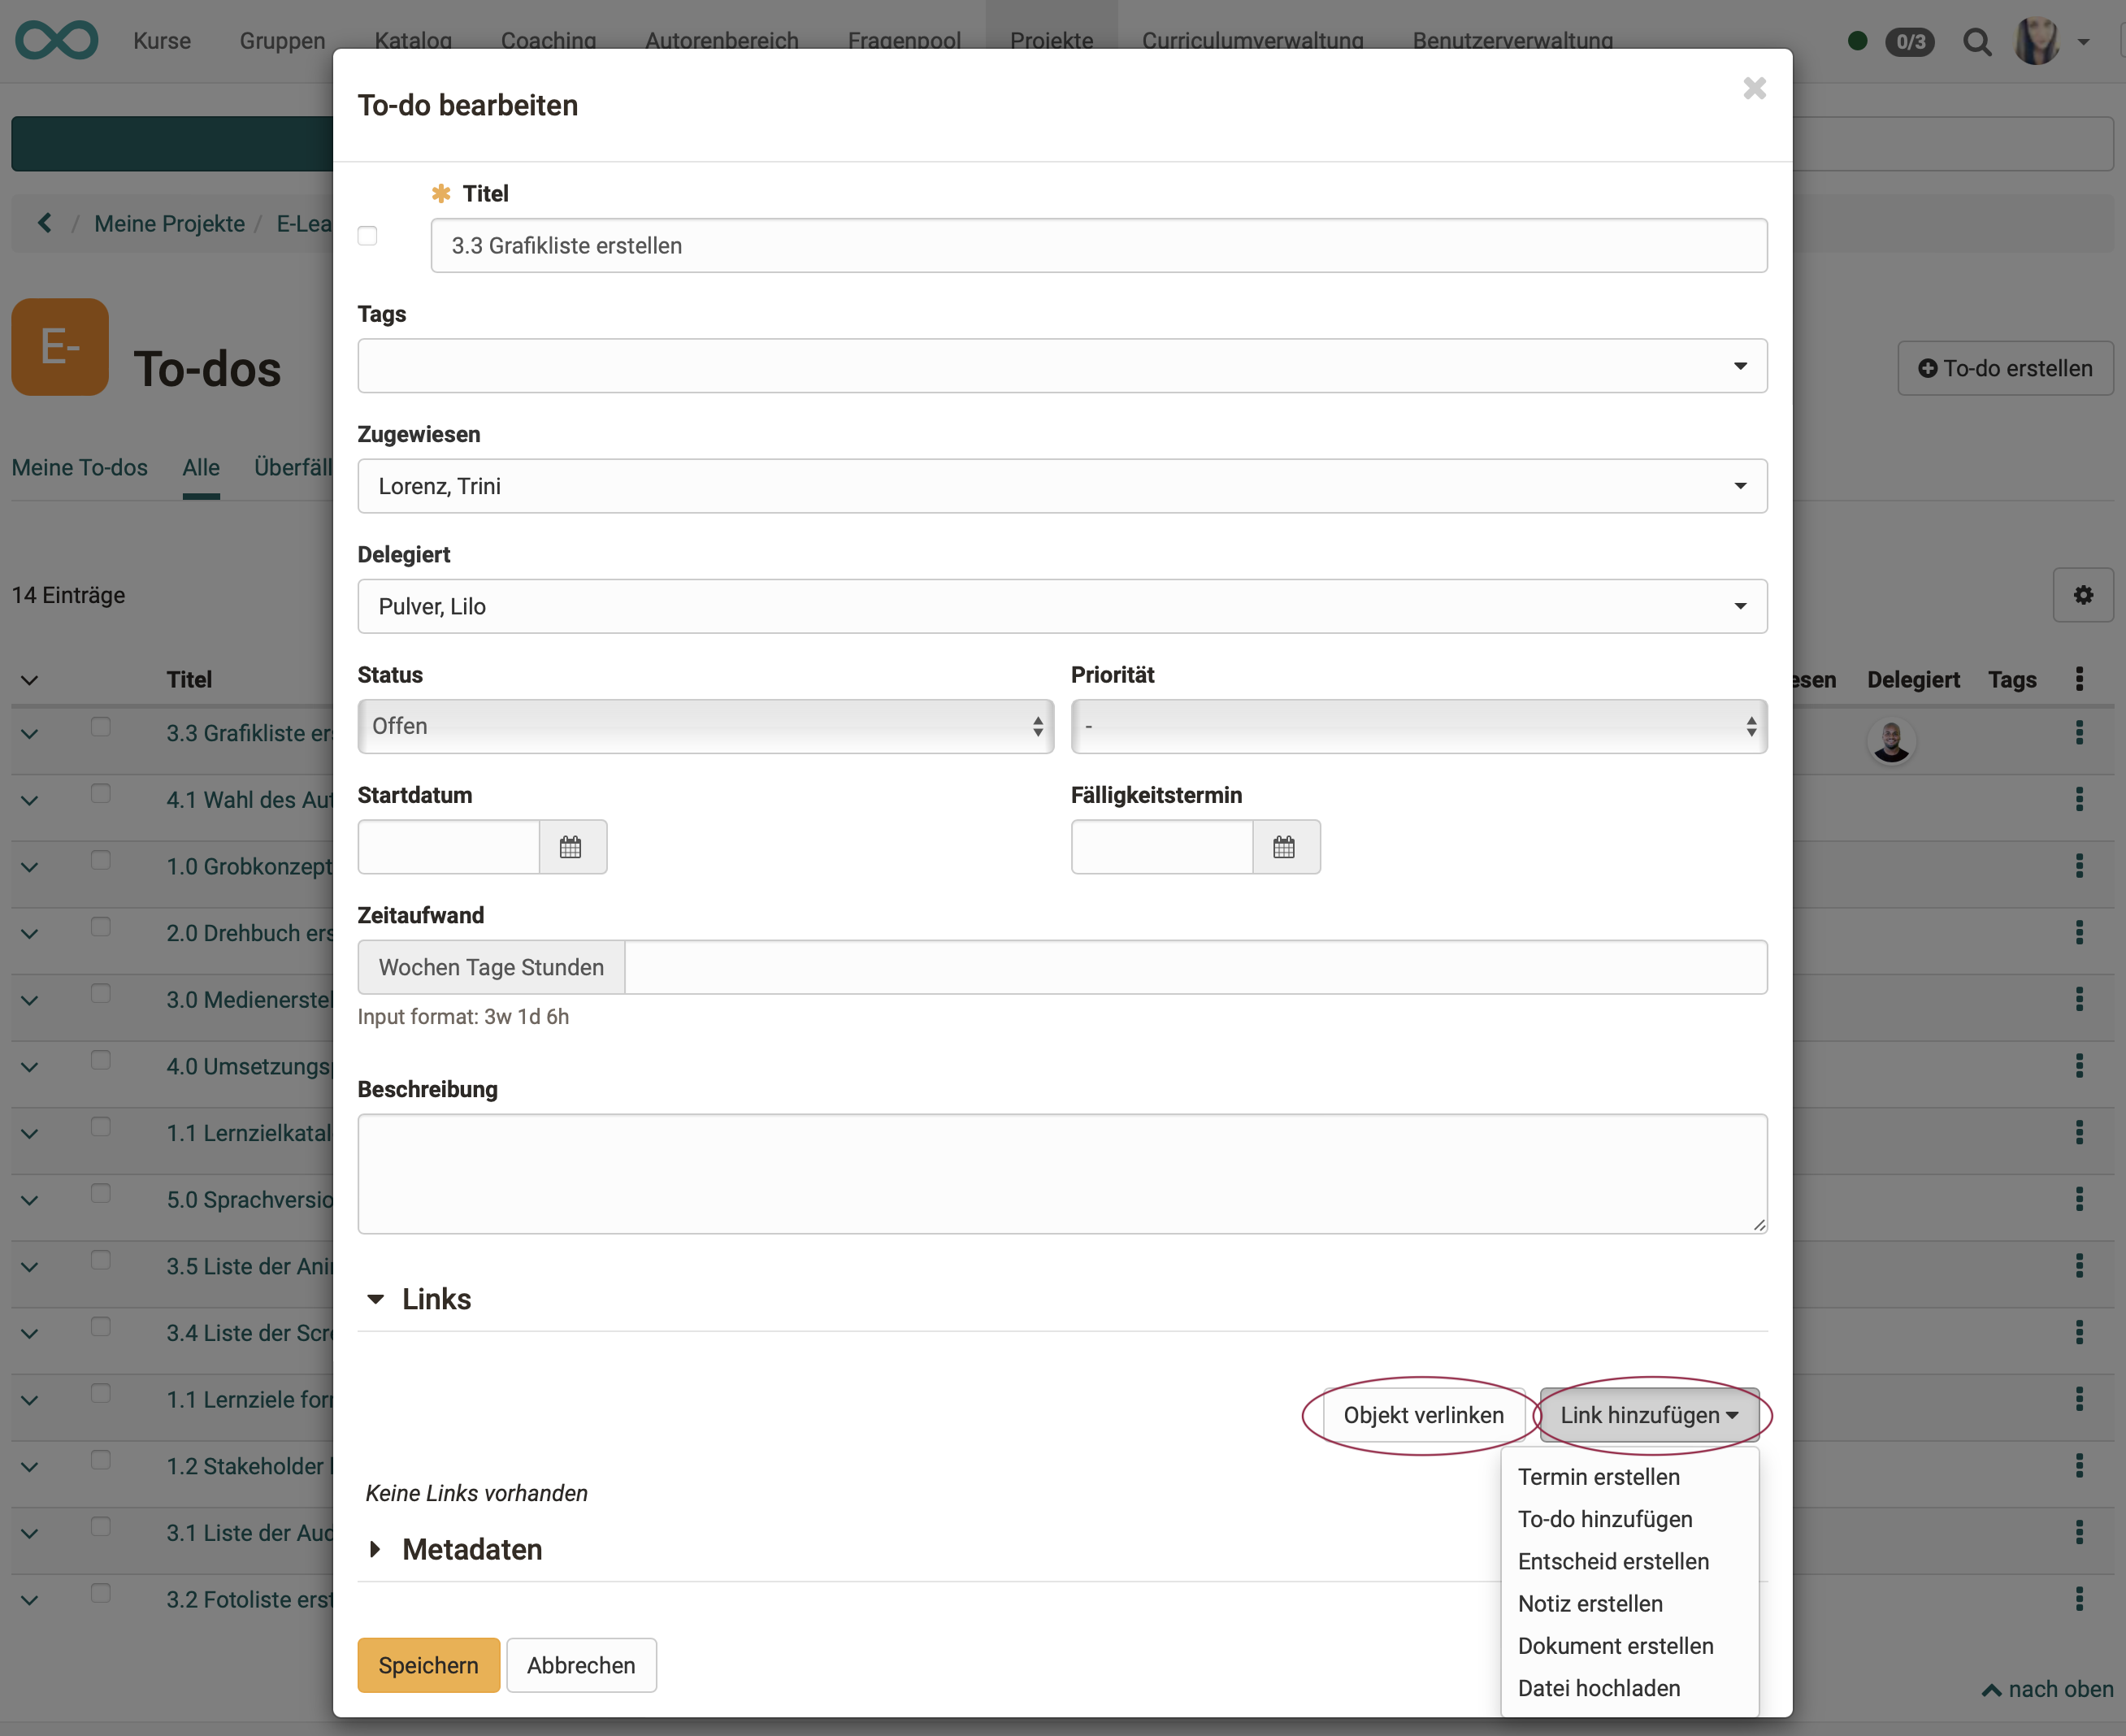 Kurse Gruppen Katalog Coaching Autorenbereich Fragenpool Projekte Curriculumverwaltung Benutzerverwaltung 0/3
To-do bearbeiten
/ Meine Projekte / E-Lea
Titel
3.3 Grafikliste erstellen
Tags
E-
To-dos
To-do erstellen
Zugewiesen
Meine To-dos Alle Überfäll
Lorenz, Trini
Delegiert
14 Einträge
Pulver, Lilo
Status Priorität
Titel esen Delegiert Tags
Offen -
3.3 Grafikliste er
Startdatum Fälligkeitstermin
4.1 Wahl des Aut
1.0 Grobkonzept
Zeitaufwand
2.0 Drehbuch ers
Wochen Tage Stunden
3.0 Medienerstel
Input format: 3w 1d 6h
4.0 Umsetzungsp
Beschreibung
1.1 Lernzielkatal
5.0 Sprachversio
3.5 Liste der Ani
Links
3.4 Liste der Scre
1.1 Lernziele for
Objekt verlinken Link hinzufügen
1.2 Stakeholder
Termin erstellen
Keine Links vorhanden
To-do hinzufügen
3.1 Liste der Aud
Metadaten
Entscheid erstellen
3.2 Fotoliste erst
Notiz erstellen
Dokument erstellen
Speichern Abbrechen
Datei hochladen
nach oben